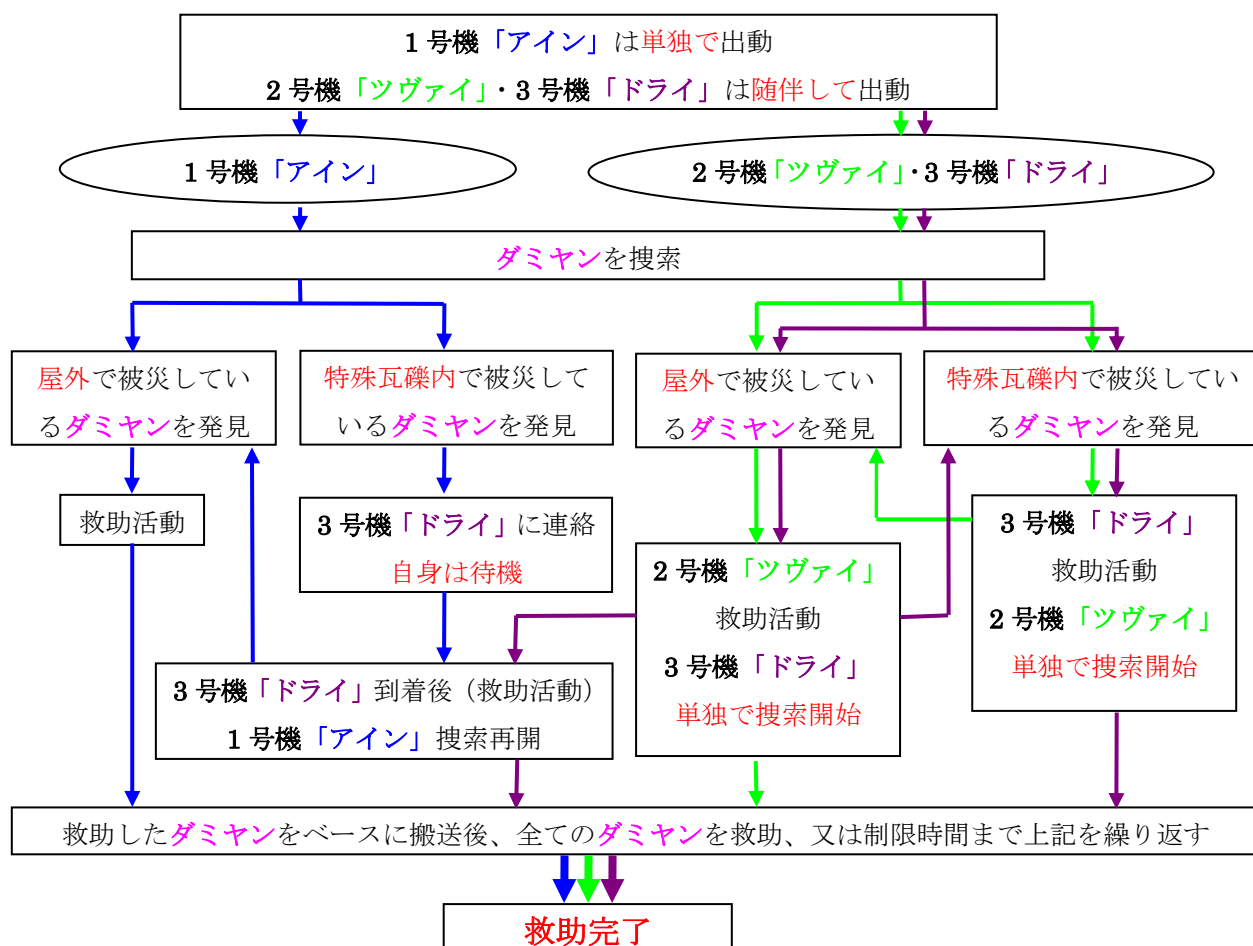 1号機「アイン」は単独で出動
2号機「ツヴァイ」・3号機「ドライ」は随伴して出動
1号機「アイン」
2号機「ツヴァイ」・3号機「ドライ」
ダミヤンを捜索
屋外で被災してい
るダミヤンを発見
特殊瓦礫内で被災して
いるダミヤンを発見
屋外で被災してい
るダミヤンを発見
特殊瓦礫内で被災してい
るダミヤンを発見
救助活動
3号機「ドライ」に連絡
自身は待機
2号機「ツヴァイ」
救助活動
3号機「ドライ」
単独で捜索開始
3号機「ドライ」
救助活動
2号機「ツヴァイ」
単独で捜索開始
3号機「ドライ」到着後（救助活動）
1号機「アイン」捜索再開
救助したダミヤンをベースに搬送後、全てのダミヤンを救助、又は制限時間まで上記を繰り返す
救助完了